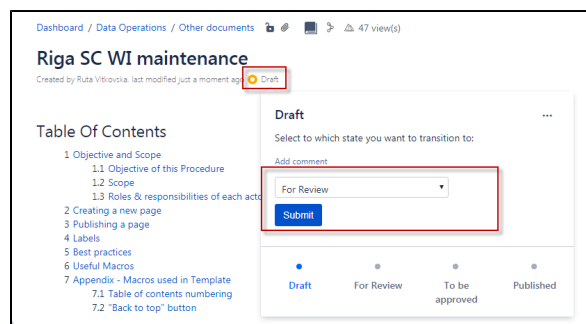 Dashboard / Data Operations / Other documents 47 view(s)
Riga SC WI maintenance
Created by Ruta Vitkovska. last modified just a moment ago Draft
Draft
Select to which state you want to transition to:
Add comment
For Review
Submit
Draft For Review To be approved Published
Table Of Contents
1 Objective and Scope
1.1 Objective of this Procedure
1.2 Scope
1.3 Roles & responsibilities of each acto
2 Creating a new page
3 Publishing a page
4 Labels
5 Best practices
6 Useful Macros
7 Appendix - Macros used in Template
7.1 Table of contents numbering
7.2 "Back to top" button